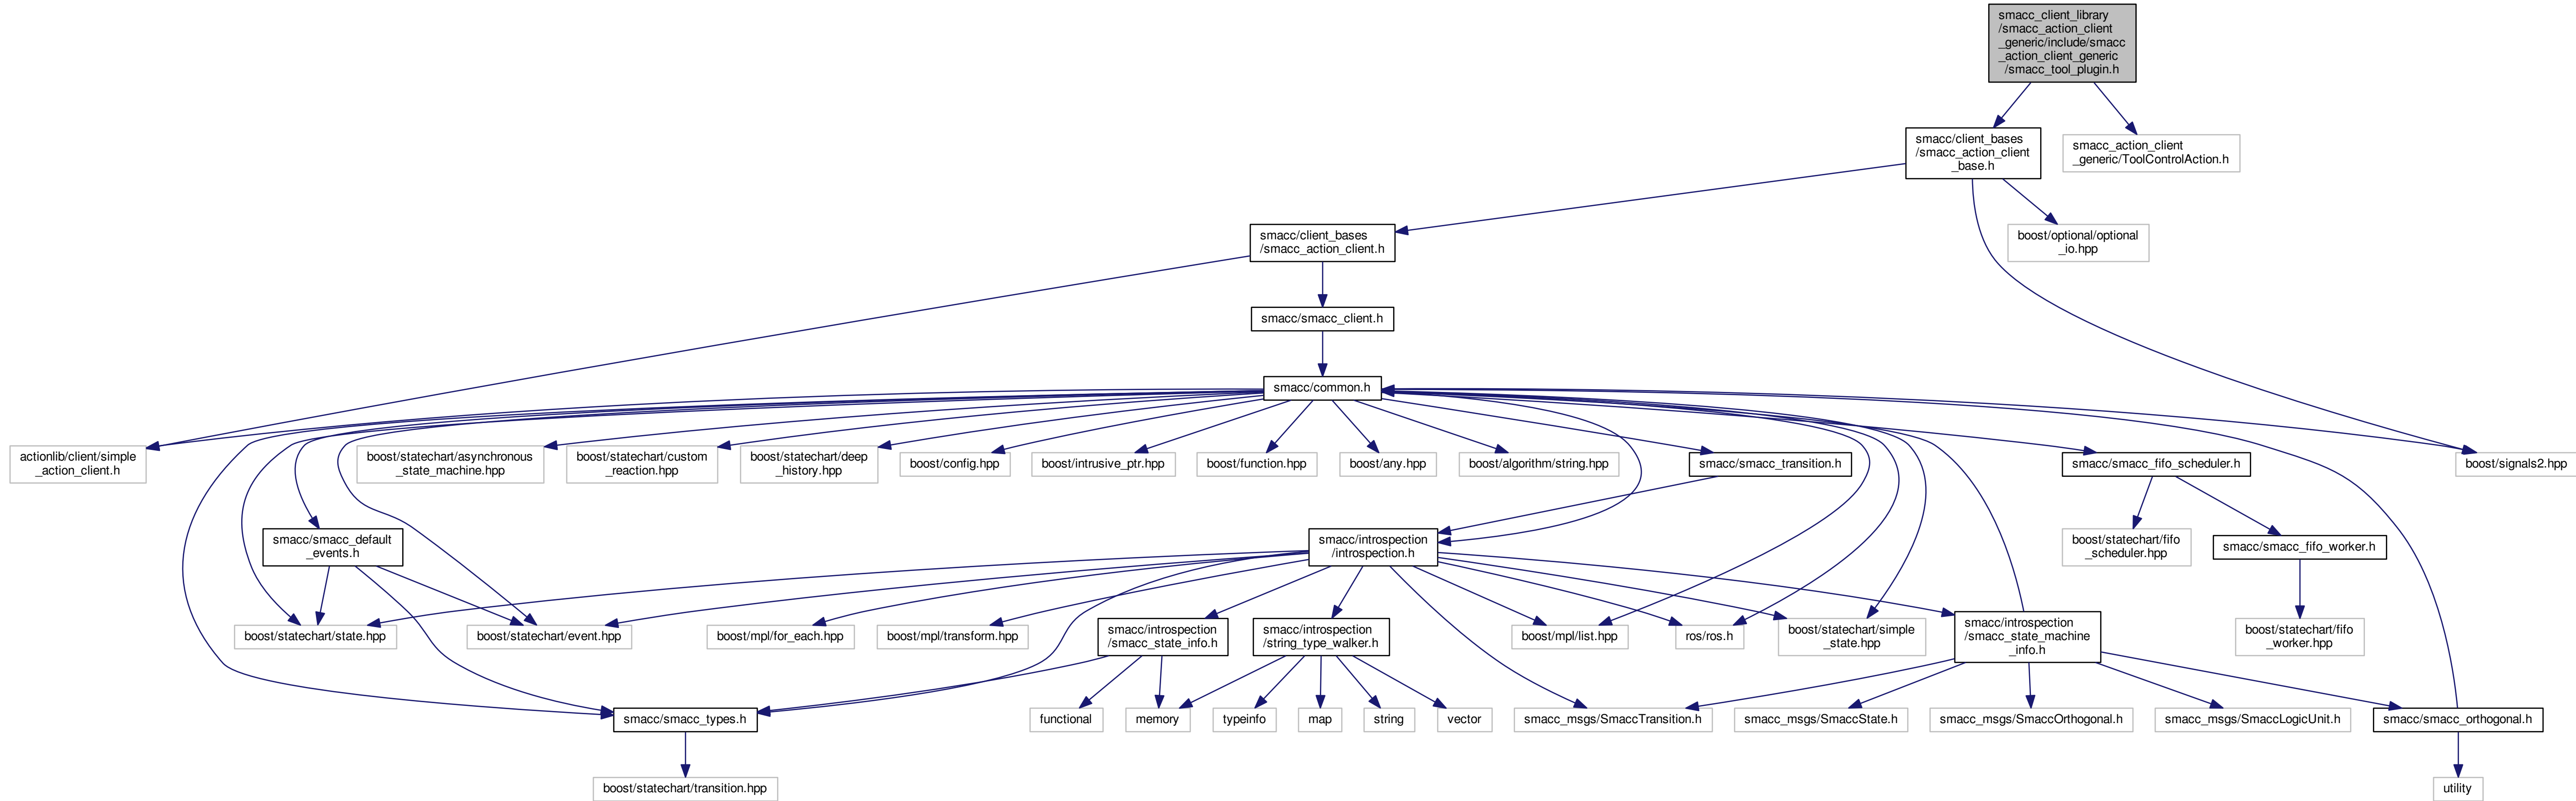 smacc_client_library
/smacc_action_client
_generic/include/smacc
_action_client_generic
/smacc_tool_plugin.h
smacc/client_bases
/smacc_action_client
_base.h
smacc_action_client
_generic/ToolControlAction.h
smacc/client_bases
/smacc_action_client.h
boost/optional/optional
_io.hpp
smacc/smacc_client.h
smacc/common.h
actionlib/client/simple
_action_client.h
boost/statechart/asynchronous
_state_machine.hpp
boost/statechart/custom
_reaction.hpp
boost/statechart/deep
_history.hpp
boost/config.hpp
boost/intrusive_ptr.hpp
boost/function.hpp
boost/any.hpp
boost/algorithm/string.hpp
smacc/smacc_transition.h
smacc/smacc_fifo_scheduler.h
boost/signals2.hpp
smacc/smacc_default
_events.h
smacc/introspection
/introspection.h
boost/statechart/fifo
_scheduler.hpp
smacc/smacc_fifo_worker.h
boost/statechart/state.hpp
boost/statechart/event.hpp
boost/mpl/for_each.hpp
boost/mpl/transform.hpp
smacc/introspection
/smacc_state_info.h
smacc/introspection
/string_type_walker.h
boost/mpl/list.hpp
ros/ros.h
boost/statechart/simple
_state.hpp
smacc/introspection
/smacc_state_machine
_info.h
boost/statechart/fifo
_worker.hpp
smacc/smacc_types.h
functional
memory
typeinfo
map
string
vector
smacc_msgs/SmaccTransition.h
smacc_msgs/SmaccState.h
smacc_msgs/SmaccOrthogonal.h
smacc_msgs/SmaccLogicUnit.h
smacc/smacc_orthogonal.h
boost/statechart/transition.hpp
utility